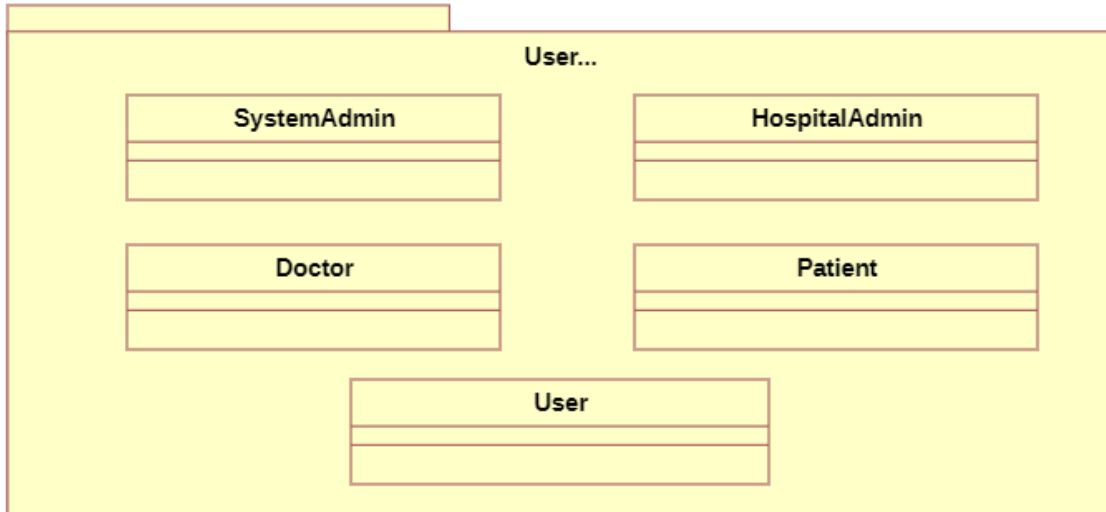 User...
SystemAdmin
HospitalAdmin
Doctor
Patient
User